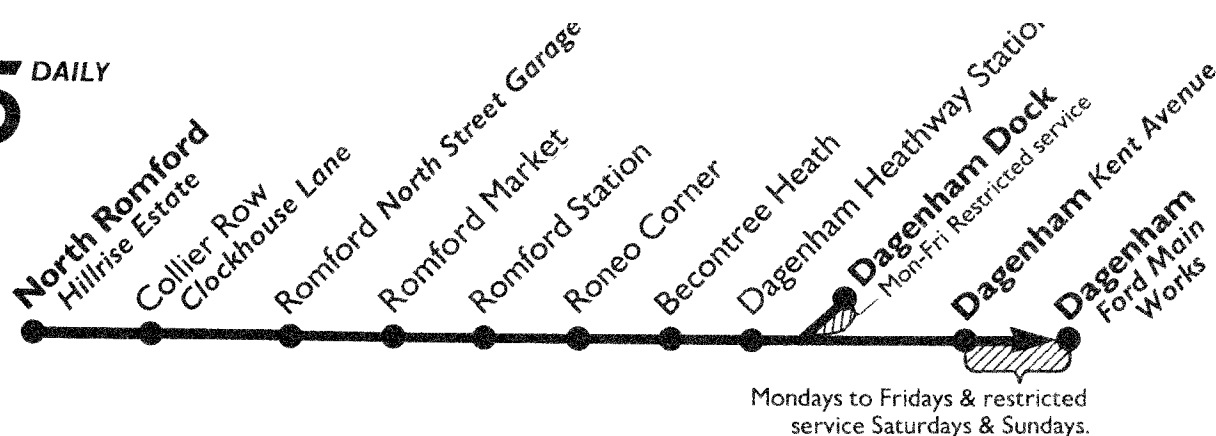 5 DAILY
North Romford
Hillrise Estate
Collier Row
Clockhouse Lane
Romford North Street Garage
Romford Market
Romford Station
Roneo Corner
Becontree Heath
Dagenham Heathway Station
Dagenham Dock
Mon-Fri Restricted service
Dagenham Kent Avenue
Dagenham
Ford Main
Works
Mondays to Fridays & restricted
service Saturdays & Sundays.